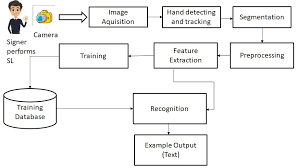 Image
Aquisition
Hand detecting
and tracking
Segmentation
Signer
performs
SL
Camera
Training
Feature
Extraction
Preprocessing
Training
Database
Recognition
Example Output
(Text)